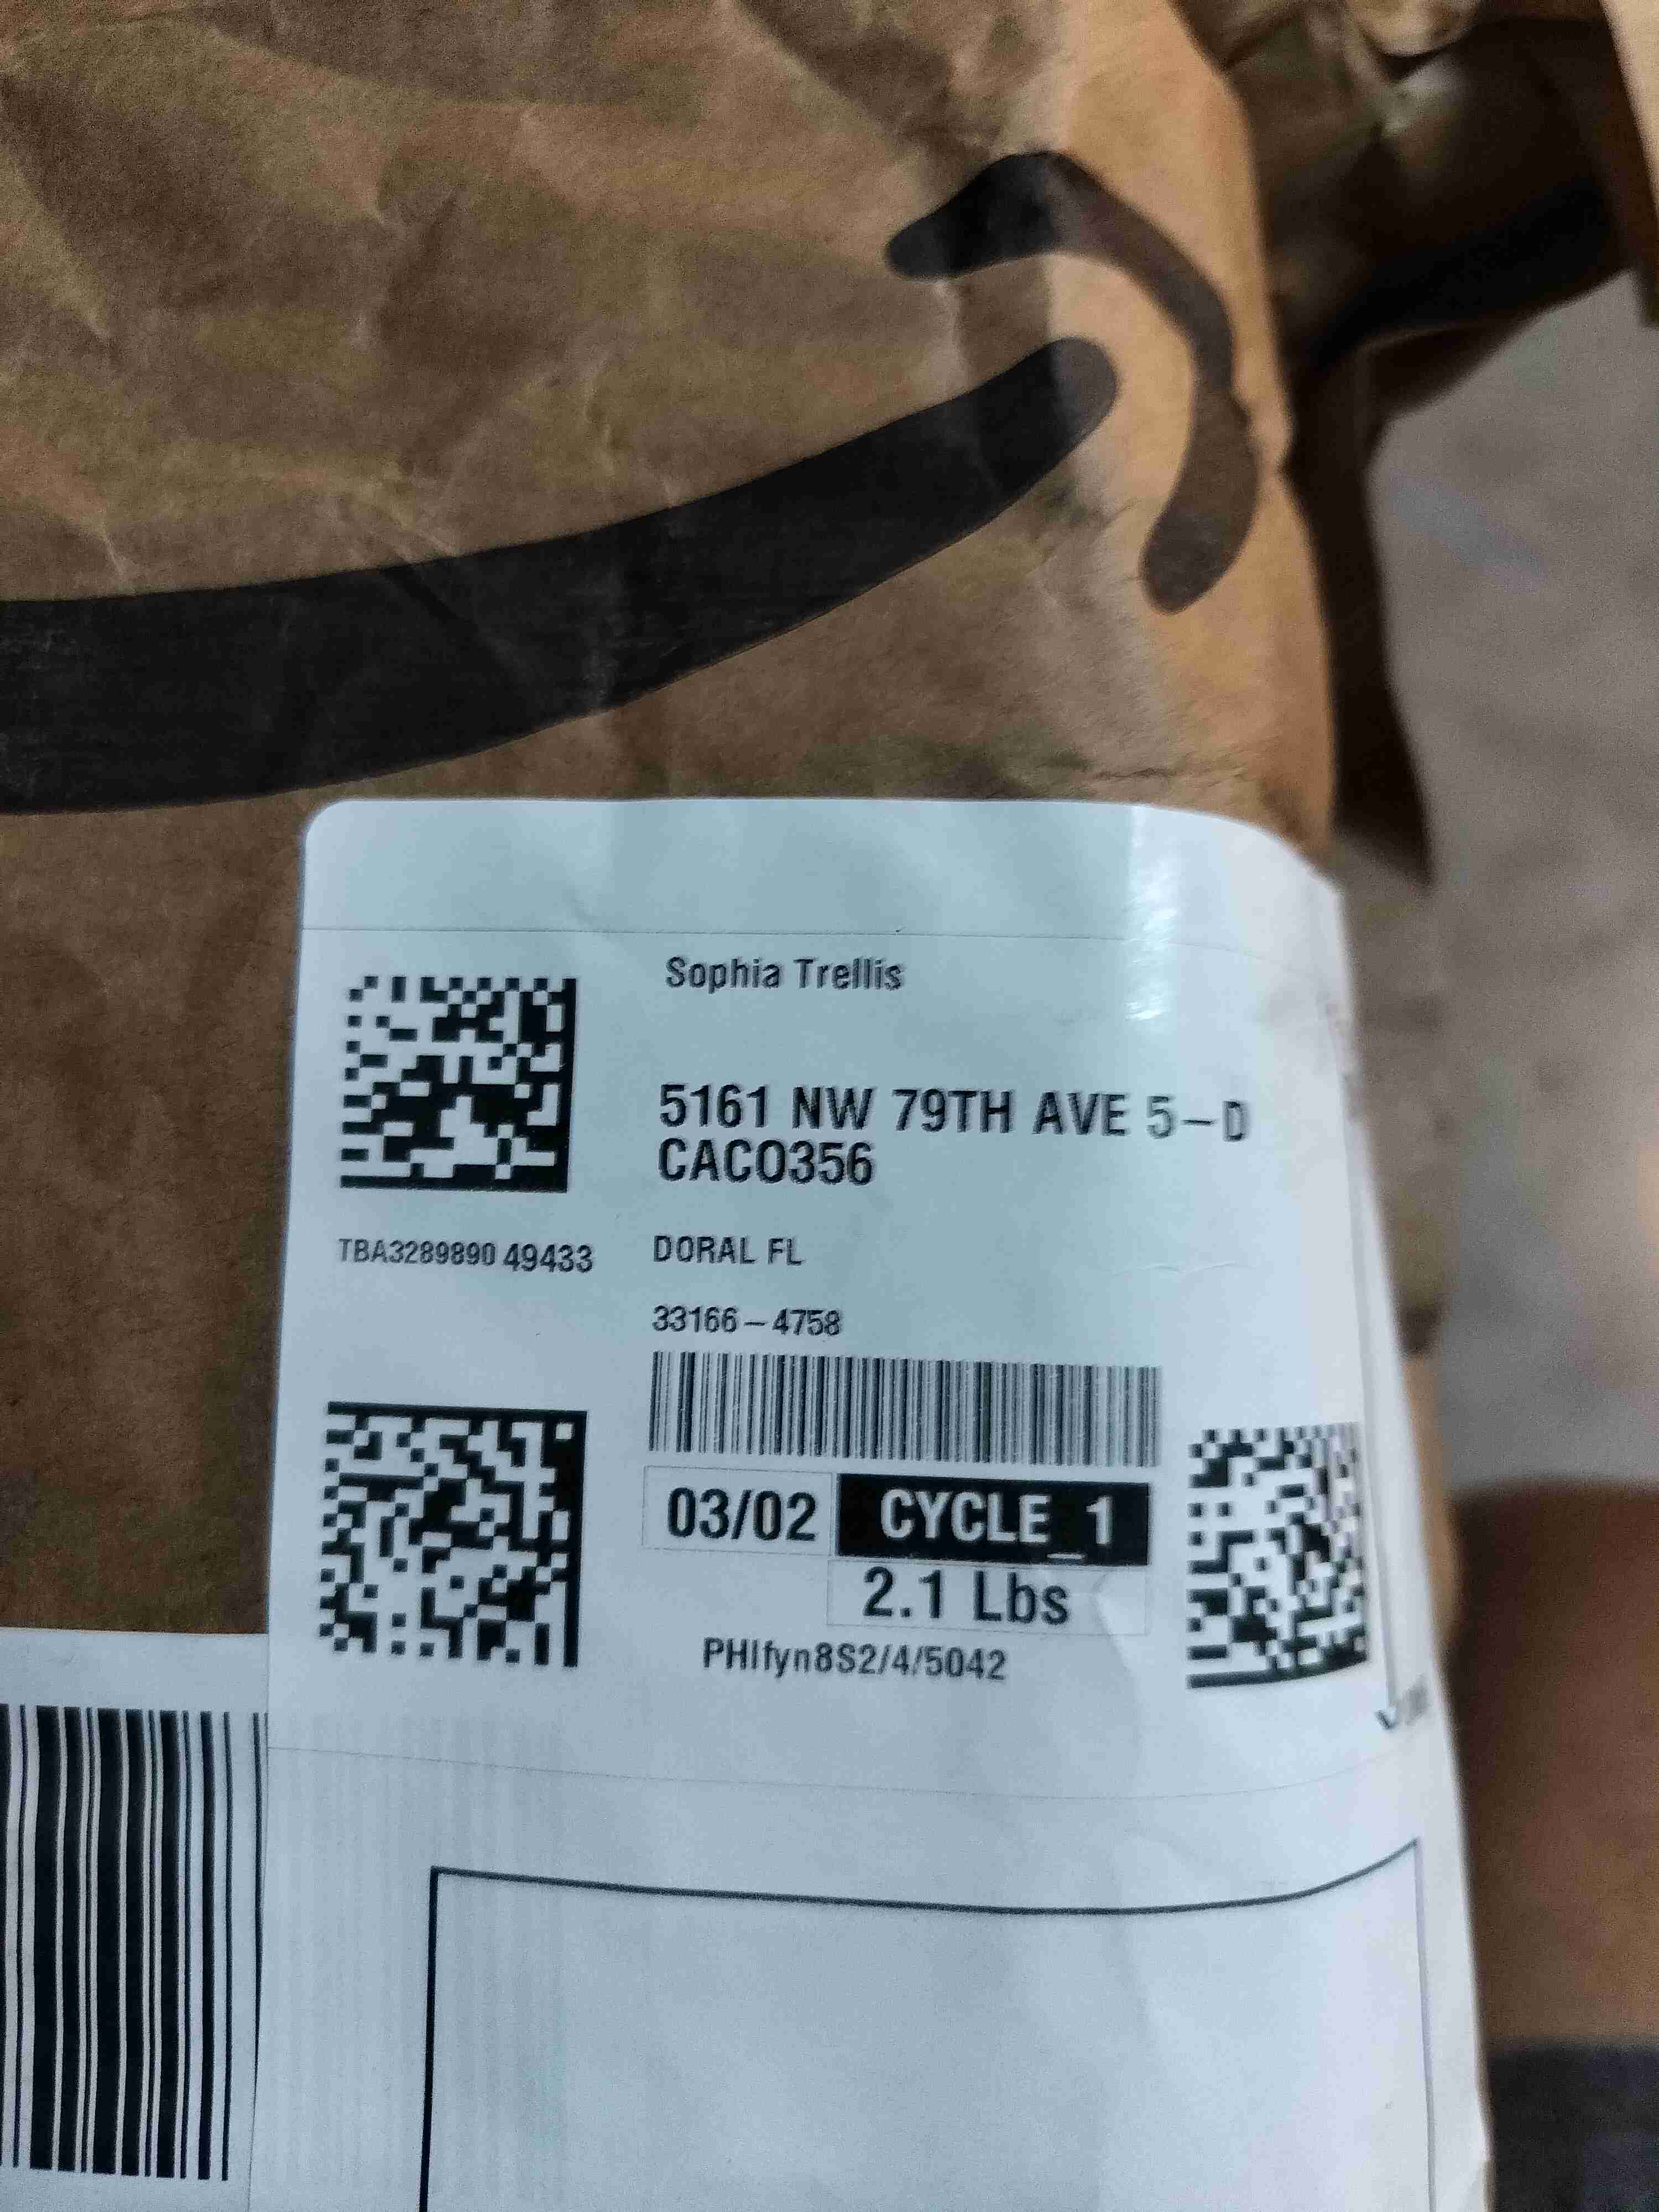 Sophia Trellis
5161 NW 79TH AVE 5-D
CACO356
TBA3289890 49433
DORAL FL
33166-4758
03/02
CYCLE_1
2.1 Lbs
PHIfyn8S2/4/5042